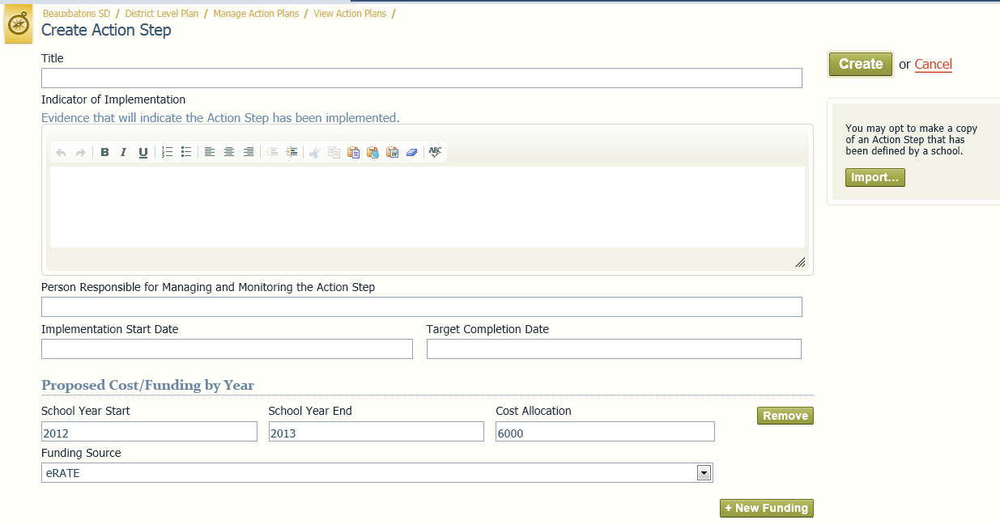 Beauxbatons SD / District Level Plan / Manage Action Plans / View Action Plans /
Create Action Step
Title
Create or Cancel
Indicator of Implementation
Evidence that will indicate the Action Step has been implemented.
You may opt to make a copy
of an Action Step that has
been defined by a school.
Import...
B I U ABC
Person Responsible for Managing and Monitoring the Action Step
Implementation Start Date Target Completion Date
Proposed Cost/Funding by Year
School Year Start School Year End Cost Allocation
Remove
2012 2013 6000
Funding Source
eRATE
+ New Funding